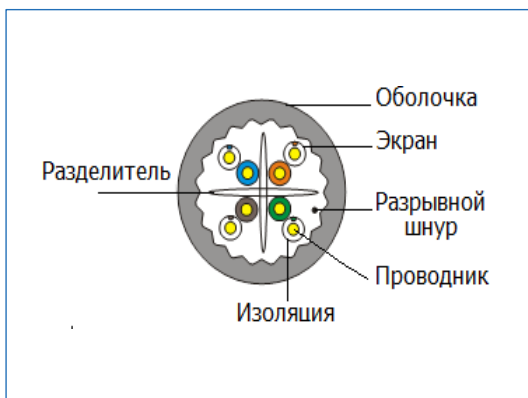 Оболочка
Экран
Разделитель
Разрывной
шнур
Проводник
Изоляция